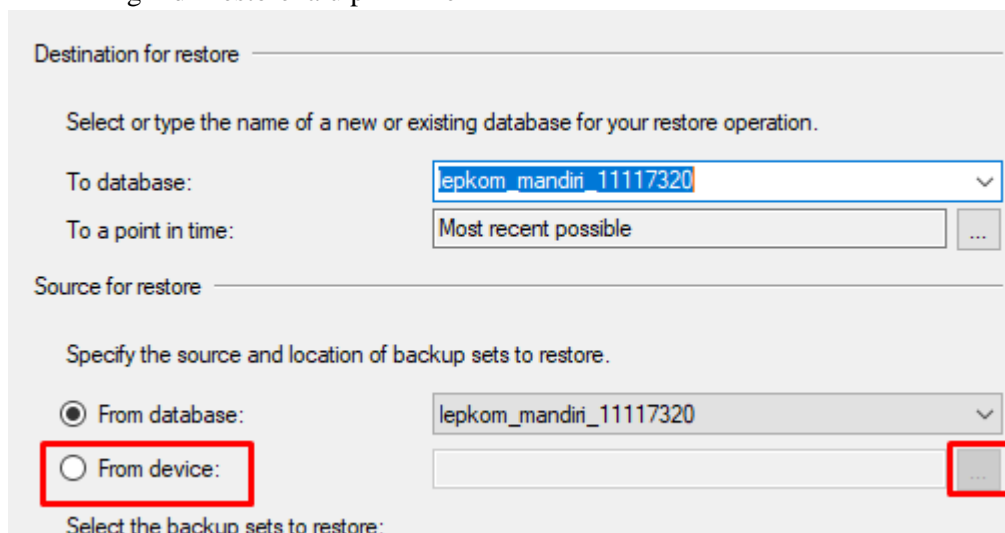 Destination for restore
Select or type the name of a new or existing database for your restore operation.
To database: lepkom_mandiri_11117320
To a point in time: Most recent possible ...
Source for restore
Specify the source and location of backup sets to restore.
From database: lepkom_mandiri_11117320
From device: ...
Select the backup sets to restore: